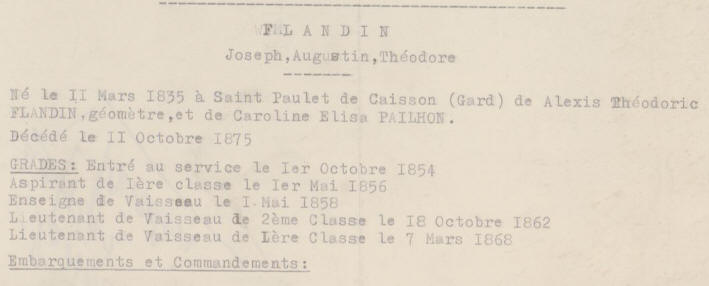 FLANDIN
Joseph,Augustin,Théodore
Né le II Mars I835 à Saint Paulet de Caisson (Gard) de Alexis Théodoric
FLANDIN,géomètre,et de Caroline Elisa PAILHON.
Décédé le II Octobre I875
GRADES: Entré au service le Ier Octobre I854
Aspirant de Ière classe le Ier Mai I856
Enseigne de Vaisseau le I Mai I858
Lieutenant de Vaisseau de 2ème Classe le I8 Octobre I862
Lieutenant de Vaisseau de Ière Classe le 7 Mars I868
Embarquements et Commandements: